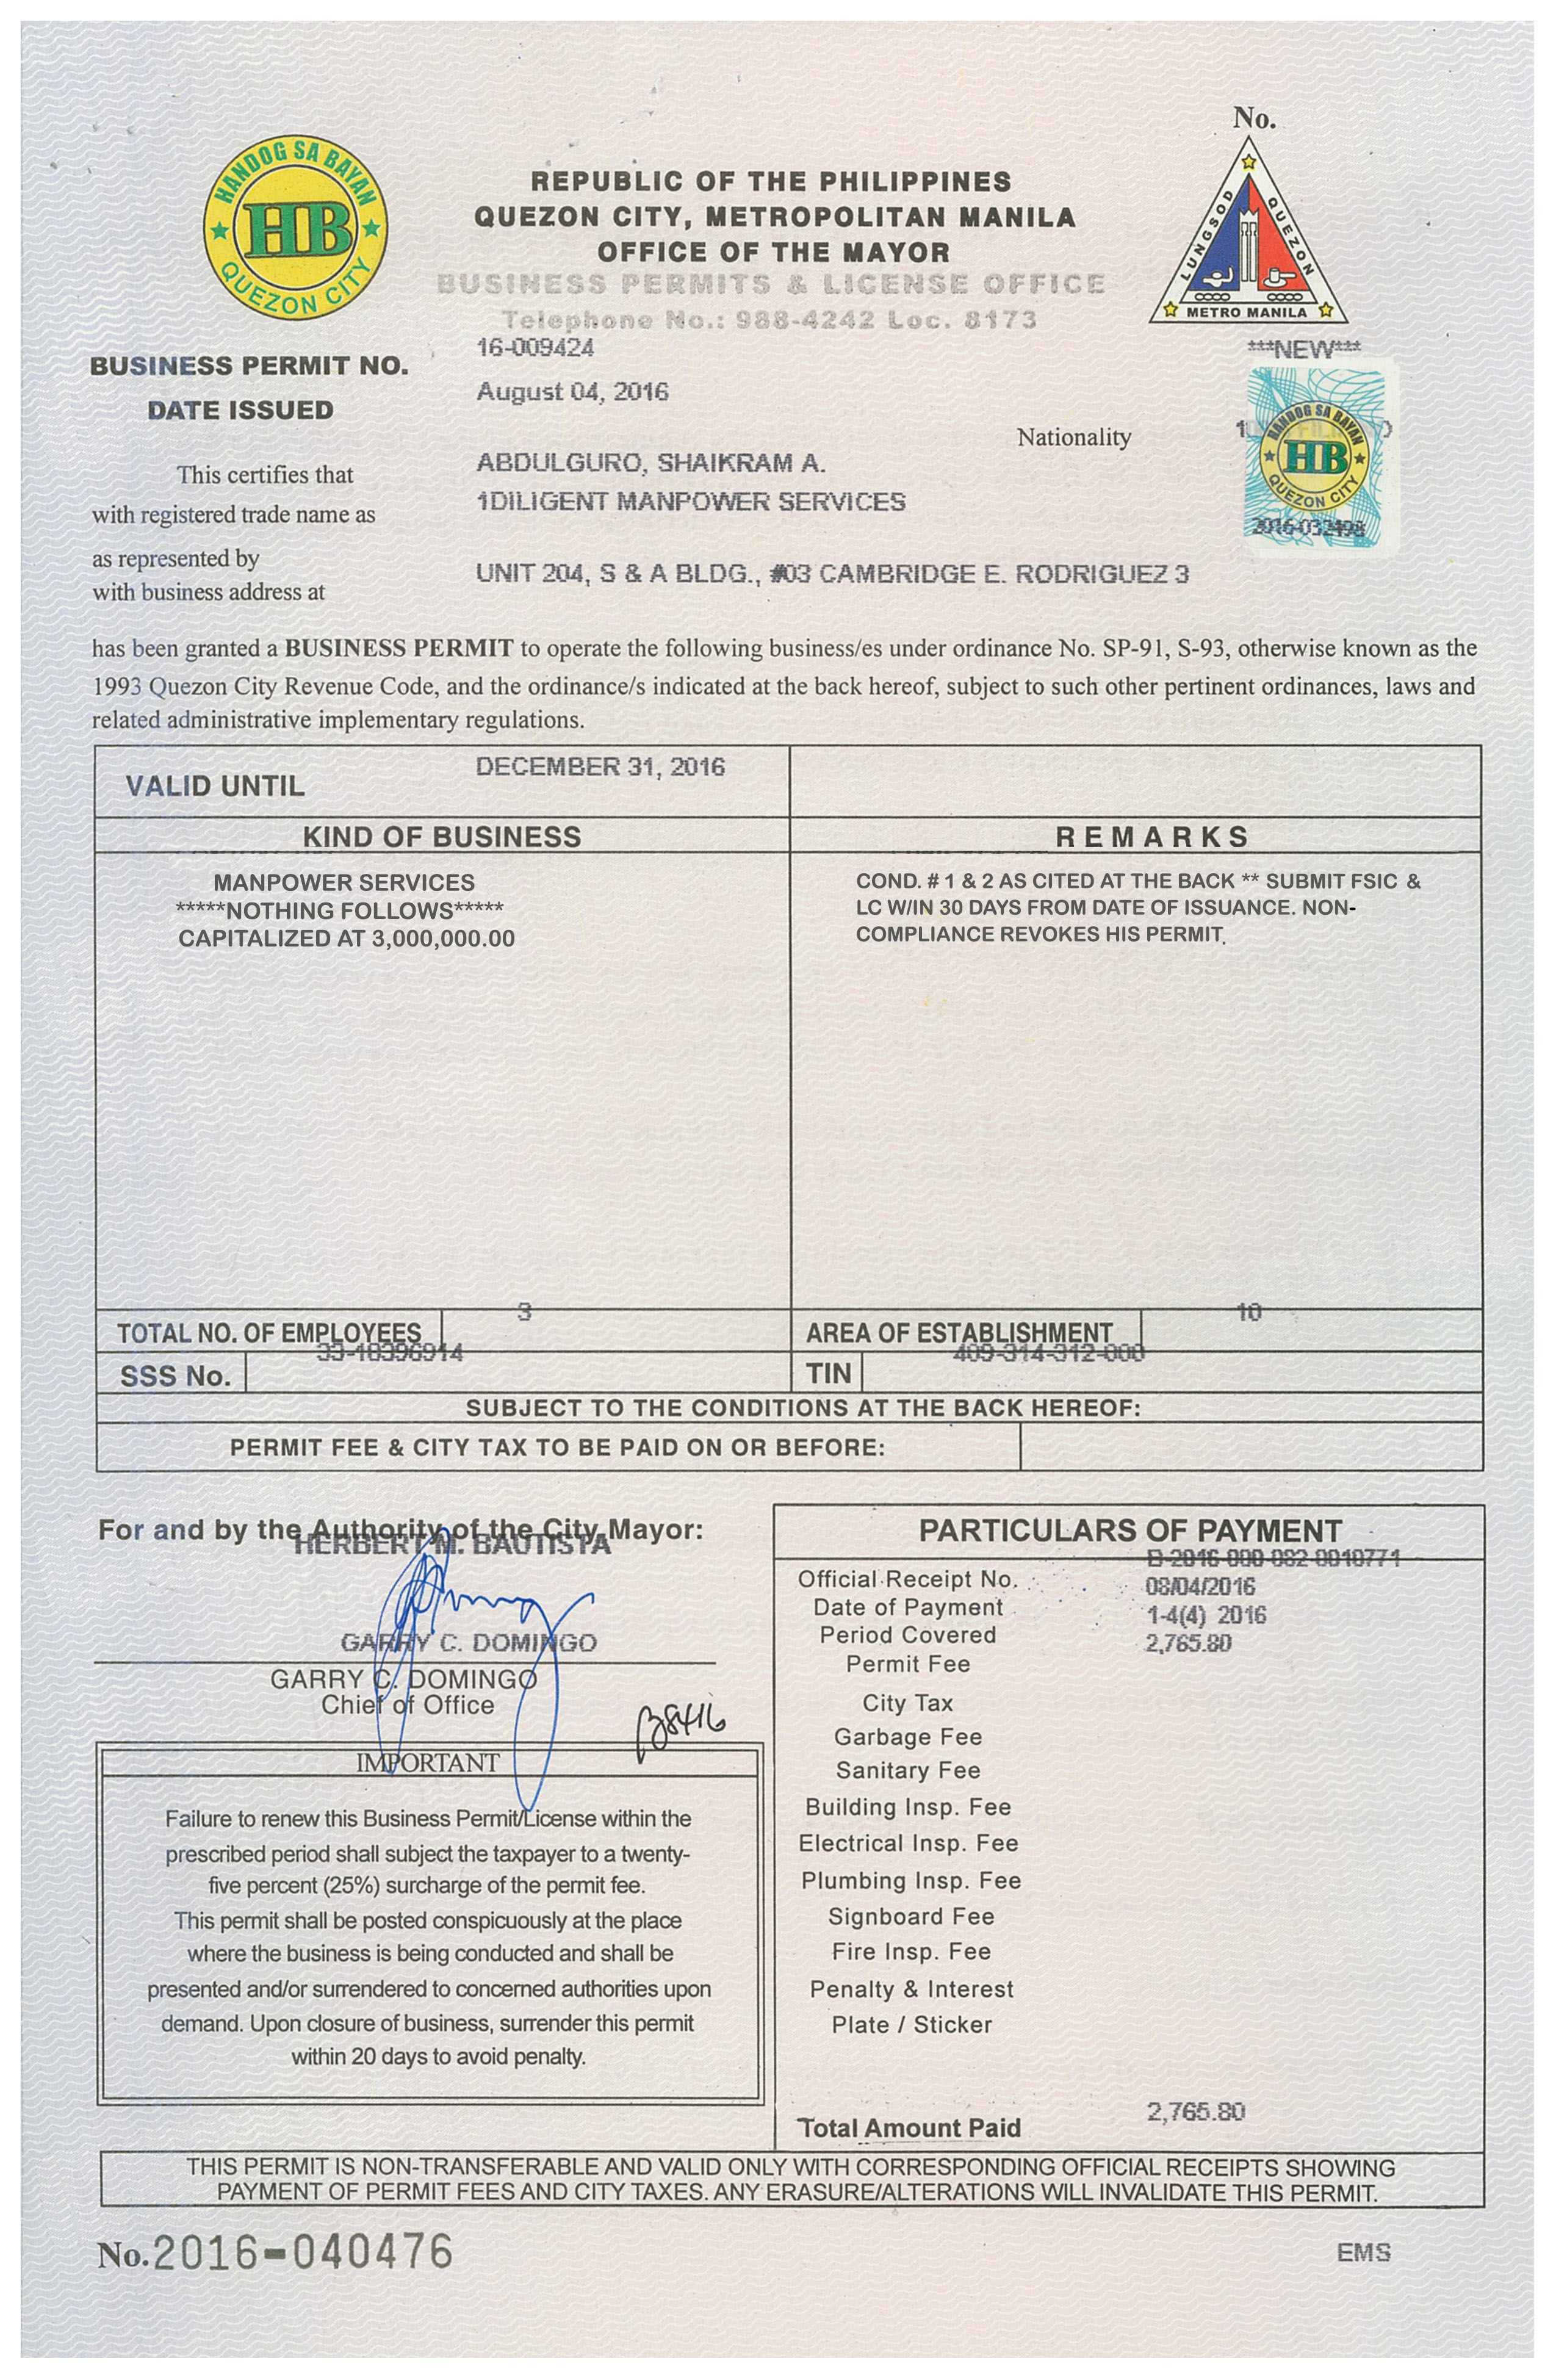 No.
HANDOG SA BAYAN
HB
QUEZON CITY
REPUBLIC OF THE PHILIPPINES
QUEZON CITY, METROPOLITAN MANILA
OFFICE OF THE MAYOR
BUSINESS PERMITS & LICENSE OFFICE
Telephone No.: 988-4242 Loc. 8173
LUNGSOD QUEZON
METRO MANILA
BUSINESS PERMIT NO. 16-009424
***NEW***
DATE ISSUED August 04, 2016
Nationality
HANDOG SA BAYAN
HB
QUEZON CITY
2016-032498
This certifies that ABDULGURO, SHAIKRAM A.
with registered trade name as 1DILIGENT MANPOWER SERVICES
as represented by
with business address at UNIT 204, S & A BLDG., #03 CAMBRIDGE E. RODRIGUEZ 3
has been granted a BUSINESS PERMIT to operate the following business/es under ordinance No. SP-91, S-93, otherwise known as the
1993 Quezon City Revenue Code, and the ordinance/s indicated at the back hereof, subject to such other pertinent ordinances, laws and
related administrative implementary regulations.
VALID UNTIL DECEMBER 31, 2016
KIND OF BUSINESS
REMARKS
MANPOWER SERVICES
*****NOTHING FOLLOWS*****
CAPITALIZED AT 3,000,000.00
COND. # 1 & 2 AS CITED AT THE BACK ** SUBMIT FSIC &
LC W/IN 30 DAYS FROM DATE OF ISSUANCE. NON-
COMPLIANCE REVOKES HIS PERMIT.
TOTAL NO. OF EMPLOYEES 3
AREA OF ESTABLISHMENT 10
SSS No. 33-10396914
TIN 409-314-312-000
SUBJECT TO THE CONDITIONS AT THE BACK HEREOF:
PERMIT FEE & CITY TAX TO BE PAID ON OR BEFORE:
For and by the Authority of the City Mayor:
HERBERT M. BAUTISTA
GARRY C. DOMINGO
GARRY C. DOMINGO
Chief of Office
IMPORTANT
Failure to renew this Business Permit/License within the
prescribed period shall subject the taxpayer to a twenty-
five percent (25%) surcharge of the permit fee.
This permit shall be posted conspicuously at the place
where the business is being conducted and shall be
presented and/or surrendered to concerned authorities upon
demand. Upon closure of business, surrender this permit
within 20 days to avoid penalty.
PARTICULARS OF PAYMENT
B-2016-000-082-0010771
Official Receipt No. 08/04/2016
Date of Payment 1-4(4) 2016
Period Covered 2,765.80
Permit Fee
City Tax
Garbage Fee
Sanitary Fee
Building Insp. Fee
Electrical Insp. Fee
Plumbing Insp. Fee
Signboard Fee
Fire Insp. Fee
Penalty & Interest
Plate / Sticker
Total Amount Paid 2,765.80
THIS PERMIT IS NON-TRANSFERABLE AND VALID ONLY WITH CORRESPONDING OFFICIAL RECEIPTS SHOWING
PAYMENT OF PERMIT FEES AND CITY TAXES. ANY ERASURE/ALTERATIONS WILL INVALIDATE THIS PERMIT.
No. 2016-040476
EMS